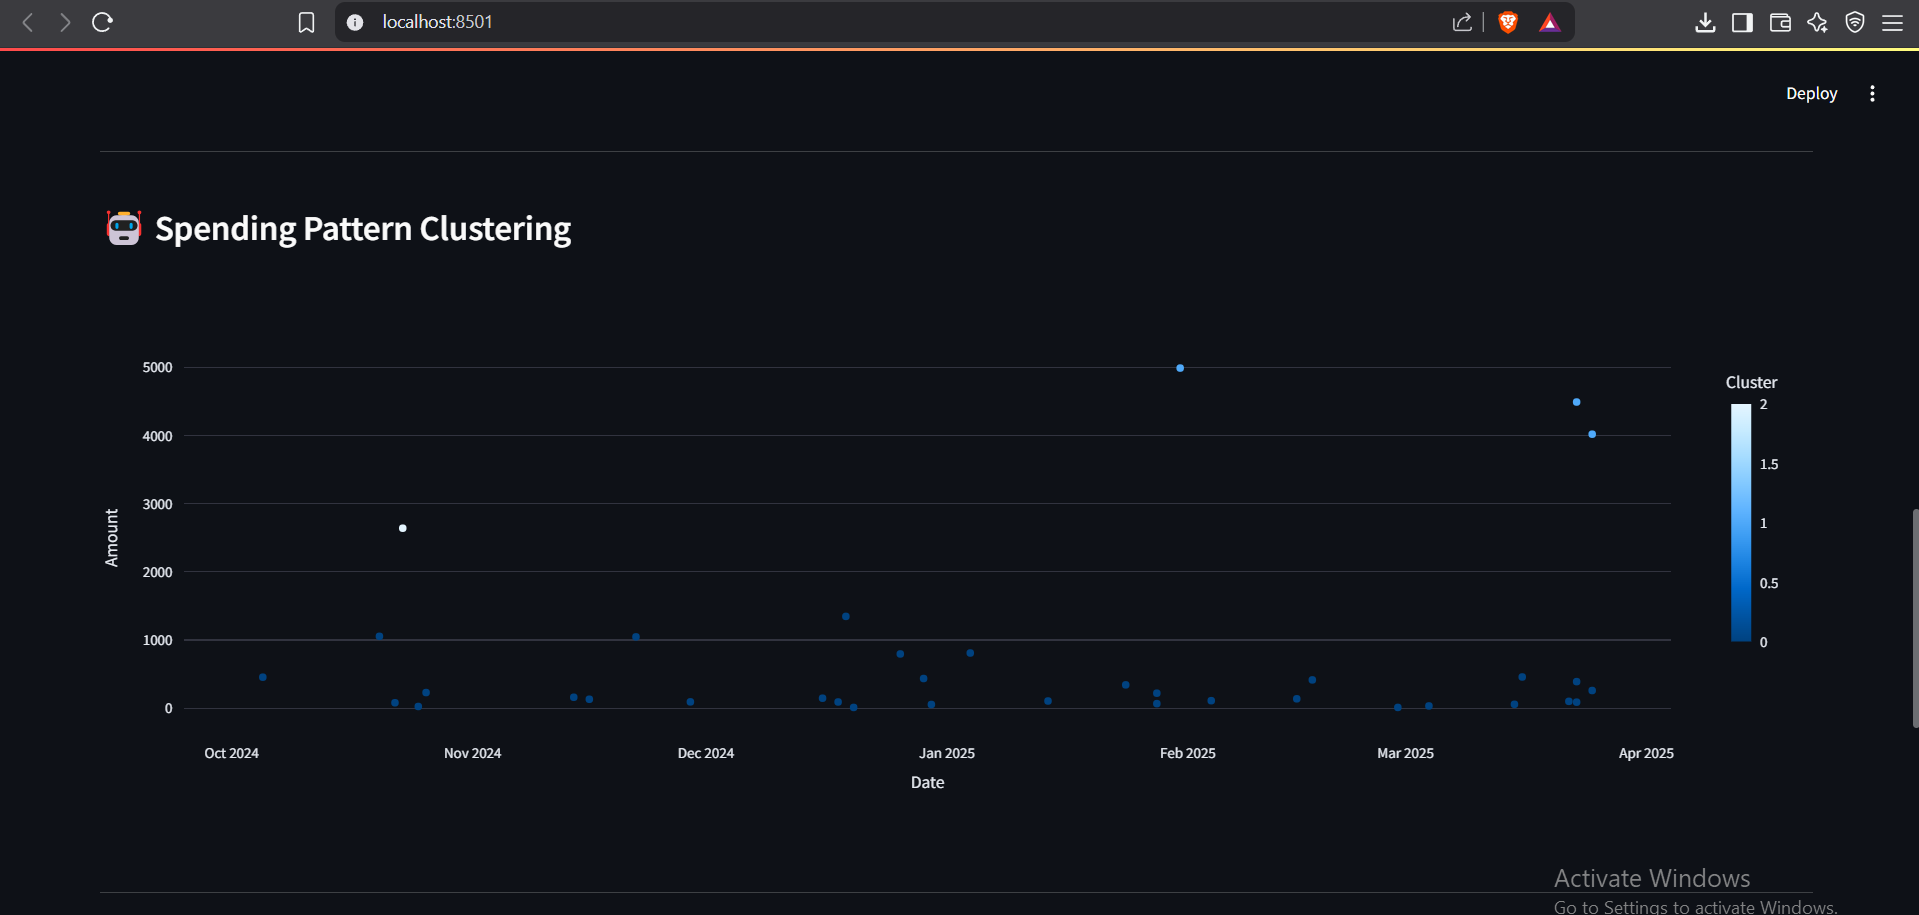 localhost:8501
Deploy
Spending Pattern Clustering
5000
4000
3000
2000
1000
0
Amount
Oct 2024 Nov 2024 Dec 2024 Jan 2025 Feb 2025 Mar 2025 Apr 2025
Date
Cluster
2
1.5
1
0.5
0
Activate Windows
Go to Settings to activate Windows.